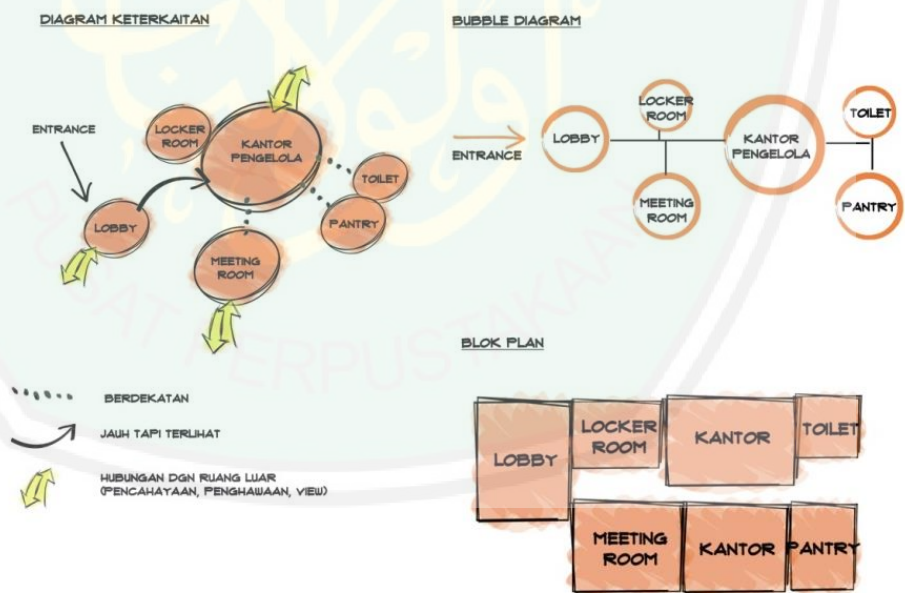 DIAGRAM KETERKAITAN
ENTRANCE
LOCKER
ROOM
KANTOR
PENGELOLA
TOILET
PANTRY
LOBBY
MEETING
ROOM
BERDEKATAN
JAUH TAPI TERLIHAT
HUBUNGAN DGN RUANG LUAR
(PENCAHAYAAN, PENGHAWAAN, VIEW)
BUBBLE DIAGRAM
ENTRANCE
LOBBY
LOCKER
ROOM
MEETING
ROOM
KANTOR
PENGELOLA
TOILET
PANTRY
BLOK PLAN
LOBBY
LOCKER
ROOM
KANTOR
TOILET
MEETING
ROOM
KANTOR
PANTRY
PUSAT PERPUSTAKAAN